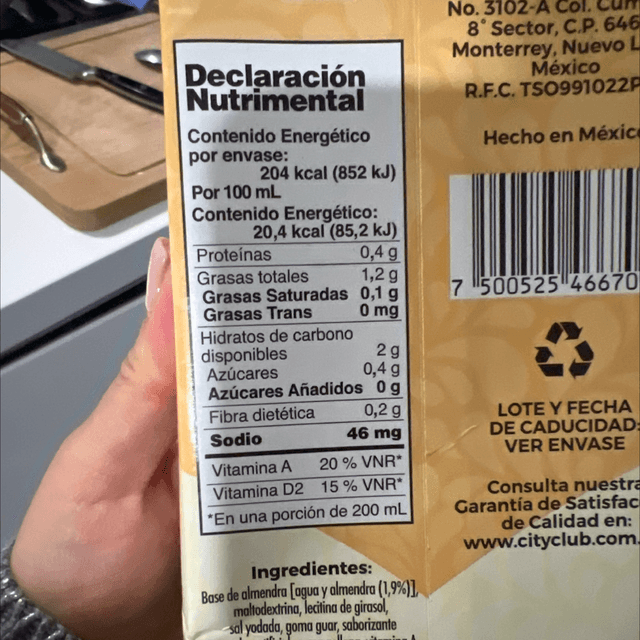 Declaración
Nutrimental
Contenido Energético
por envase:
204 kcal (852 kJ)
Por 100 mL
Contenido Energético:
20,4 kcal (85,2 kJ)
Proteínas 0,4 g
Grasas totales 1,2 g
Grasas Saturadas 0,1 g
Grasas Trans 0 mg
Hidratos de carbono
disponibles 2 g
Azúcares 0,4 g
Azúcares Añadidos 0 g
Fibra dietética 0,2 g
Sodio 46 mg
Vitamina A 20 % VNR*
Vitamina D2 15 % VNR*
*En una porción de 200 mL
Ingredientes:
Base de almendra [agua y almendra (1,9%)],
maltodextrina, lecitina de girasol,
sal yodada, goma guar, saborizante
No. 3102-A Col.
8° Sector, C.P. 646
Monterrey, Nuevo L
México
R.F.C. TSO991022P
Hecho en Méxic
7 500525 46670
LOTE Y FECHA
DE CADUCIDAD:
VER ENVASE
Consulta nuestra
Garantía de Satisfac
de Calidad en:
www.cityclub.com.